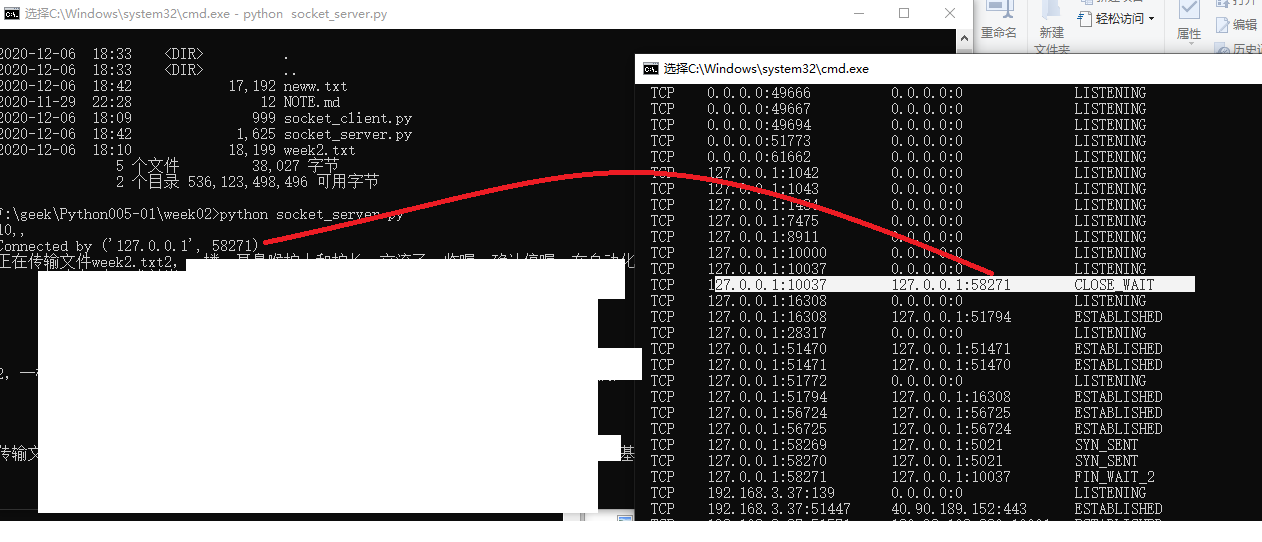 选择C:\Windows\system32\cmd.exe - python  socket_server.py
2020-12-06  18:33    <DIR>          .
2020-12-06  18:33    <DIR>          ..
2020-12-06  18:42            17,192 neww.txt
2020-11-29  22:28                12 NOTE.md
2020-12-06  18:09               999 socket_client.py
2020-12-06  18:42             1,625 socket_server.py
2020-12-06  18:10            18,199 week2.txt
5 个文件         38,027 字节
2 个目录 536,123,498,496 可用字节
:\geek\Python005-01\week02>python socket_server.py
10,,
Connected by ('127.0.0.1', 58271)
正在传输文件week2.txt2,
2, 一
传输文
基
重命名
新建
文件夹
轻松访问
属性
打开
编辑
历史
选择C:\Windows\system32\cmd.exe
TCP    0.0.0.0:49666          0.0.0.0:0              LISTENING
TCP    0.0.0.0:49667          0.0.0.0:0              LISTENING
TCP    0.0.0.0:49694          0.0.0.0:0              LISTENING
TCP    0.0.0.0:51773          0.0.0.0:0              LISTENING
TCP    0.0.0.0:61662          0.0.0.0:0              LISTENING
TCP    127.0.0.1:1042         0.0.0.0:0              LISTENING
TCP    127.0.0.1:1043         0.0.0.0:0              LISTENING
TCP    127.0.0.1:1434         0.0.0.0:0              LISTENING
TCP    127.0.0.1:7475         0.0.0.0:0              LISTENING
TCP    127.0.0.1:8911         0.0.0.0:0              LISTENING
TCP    127.0.0.1:10000        0.0.0.0:0              LISTENING
TCP    127.0.0.1:10037        0.0.0.0:0              LISTENING
TCP    127.0.0.1:10037        127.0.0.1:58271        CLOSE_WAIT
TCP    127.0.0.1:16308        0.0.0.0:0              LISTENING
TCP    127.0.0.1:16308        127.0.0.1:51794        ESTABLISHED
TCP    127.0.0.1:28317        0.0.0.0:0              LISTENING
TCP    127.0.0.1:51470        127.0.0.1:51471        ESTABLISHED
TCP    127.0.0.1:51471        127.0.0.1:51470        ESTABLISHED
TCP    127.0.0.1:51772        0.0.0.0:0              LISTENING
TCP    127.0.0.1:51794        127.0.0.1:16308        ESTABLISHED
TCP    127.0.0.1:56724        127.0.0.1:56725        ESTABLISHED
TCP    127.0.0.1:56725        127.0.0.1:56724        ESTABLISHED
TCP    127.0.0.1:58269        127.0.0.1:5021         SYN_SENT
TCP    127.0.0.1:58270        127.0.0.1:5021         SYN_SENT
TCP    127.0.0.1:58271        127.0.0.1:10037        FIN_WAIT_2
TCP    192.168.3.37:139       0.0.0.0:0              LISTENING
TCP    192.168.3.37:51447     40.90.189.152:443      ESTABLISHED